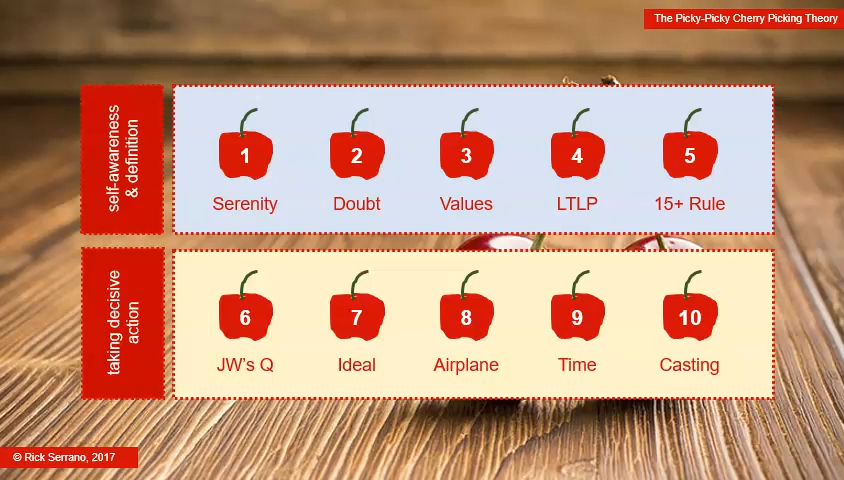 The Picky-Picky Cherry Picking Theory
self-awareness
& definition
1 2 3 4 5
Serenity Doubt Values LTLP 15+ Rule
taking decisive
action
6 7 8 9 10
JW's Q Ideal Airplane Time Casting
© Rick Serrano, 2017